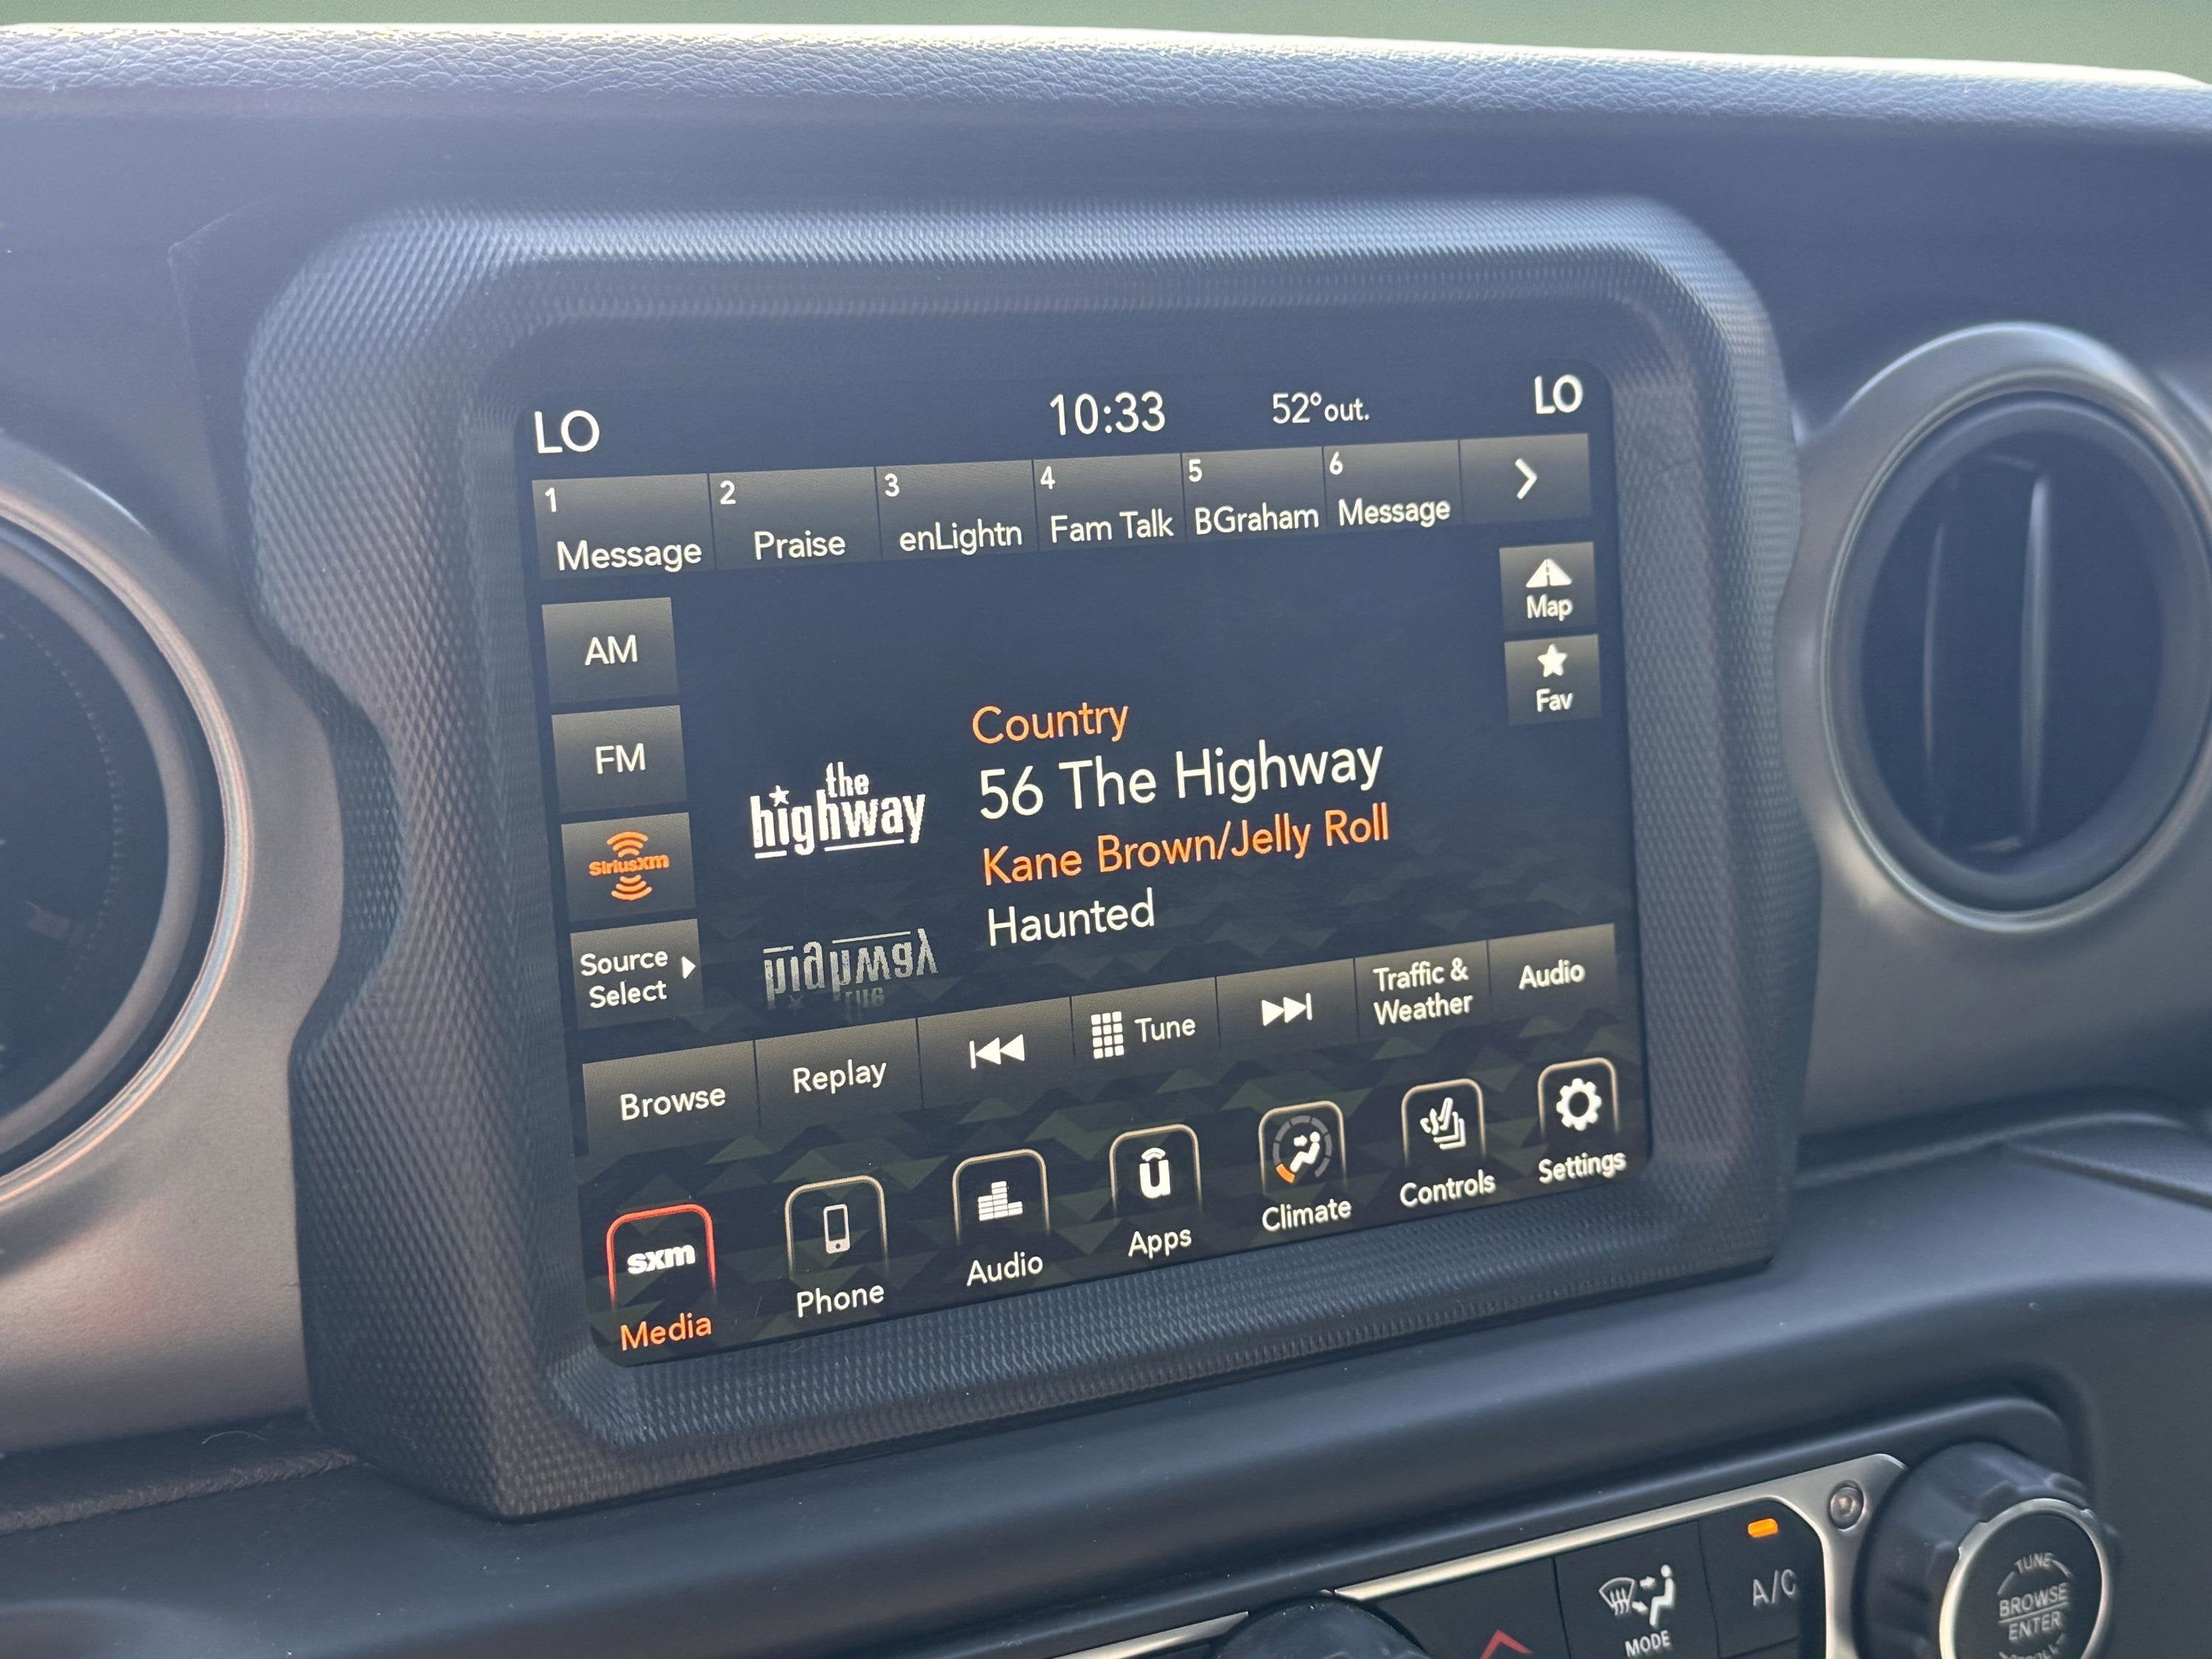 LO 10:33 52°out. LO
1 2 3 4 5 6
Message Praise enLightn Fam Talk BGraham Message
AM
FM
SiriusXM
Source
Select
Map
Fav
the
highway
Country
56 The Highway
Kane Brown/Jelly Roll
Haunted
Browse Replay Tune Traffic &
Weather Audio
sxm
Media Phone Audio Apps Climate Controls Settings
MODE
A/C
TUNE
BROWSE
ENTER